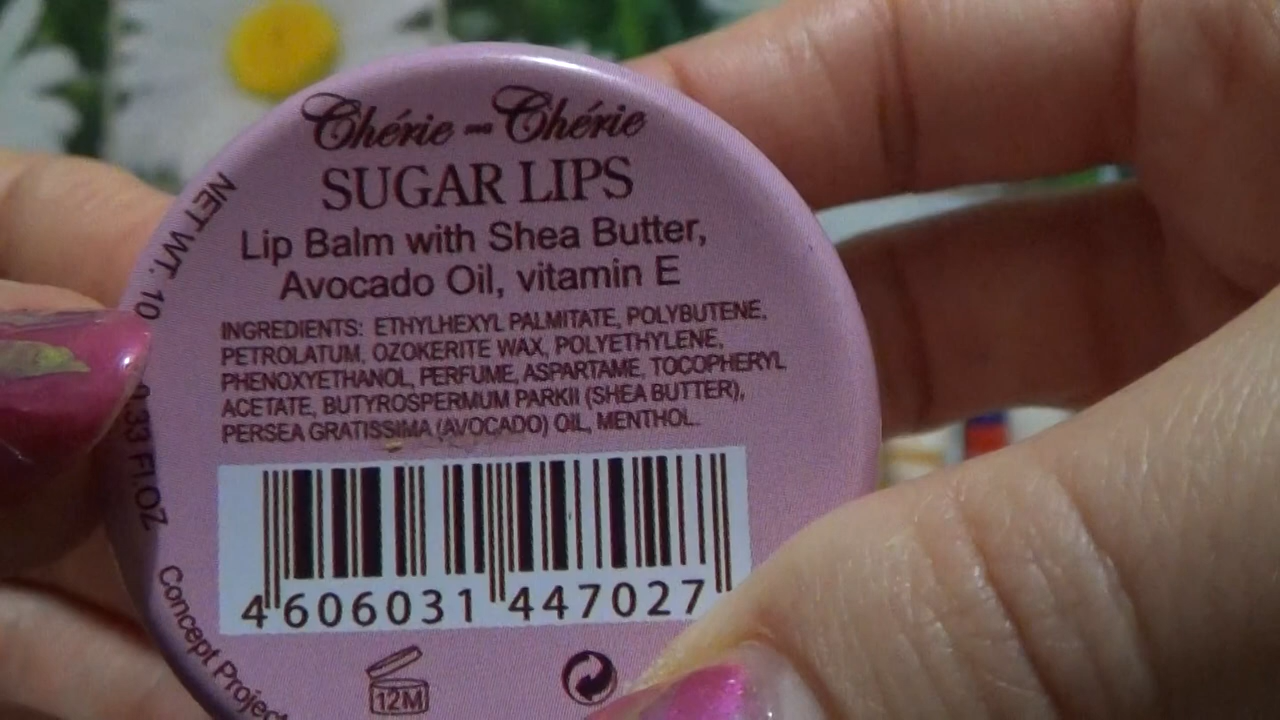 Chérie ma Chérie
SUGAR LIPS
Lip Balm with Shea Butter,
Avocado Oil, vitamin E
INGREDIENTS: ETHYLHEXYL PALMITATE, POLYBUTENE,
PETROLATUM, OZOKERITE WAX, POLYETHYLENE,
PHENOXYETHANOL, PERFUME, ASPARTAME, TOCOPHERYL
ACETATE, BUTYROSPERMUM PARKII (SHEA BUTTER),
PERSEA GRATISSIMA (AVOCADO) OIL, MENTHOL.
4 606031 447027
12M
NET WT. 10
0.33 Fl.OZ
Concept Project